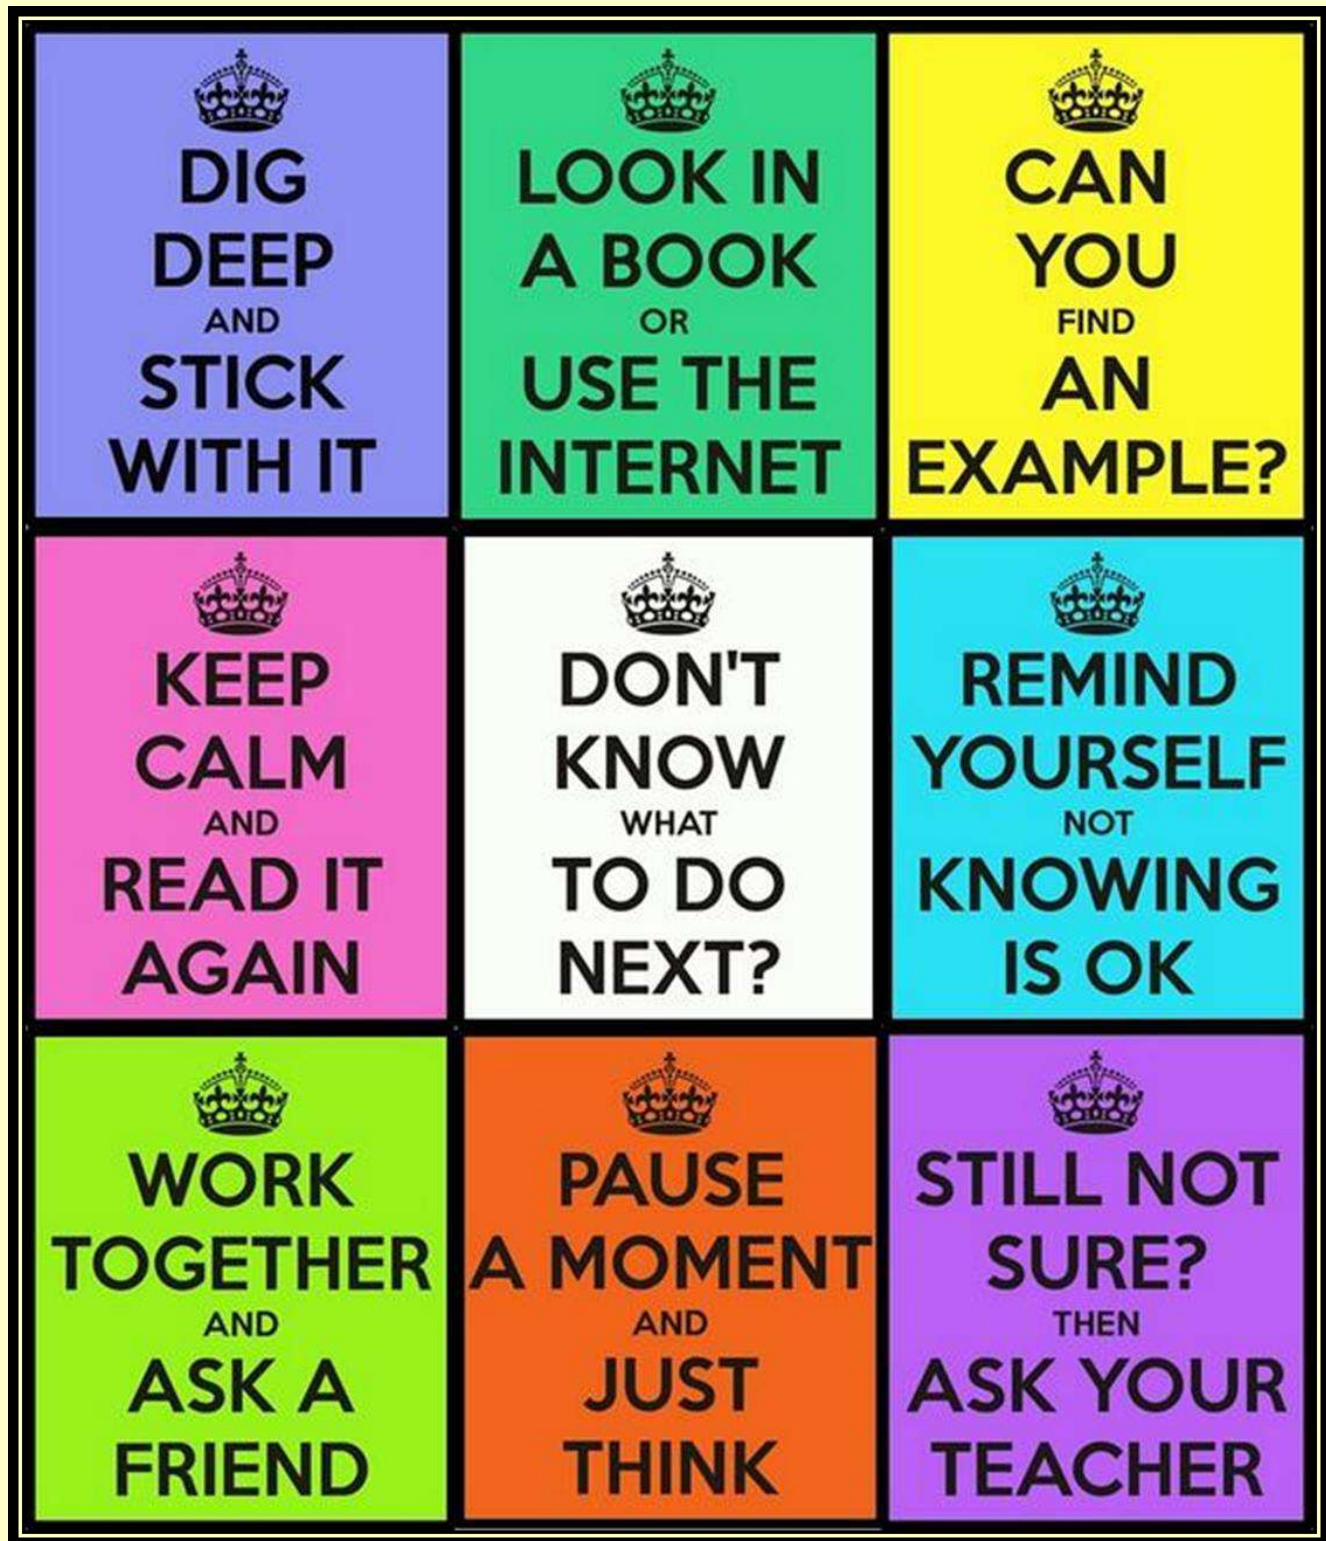 DIG
DEEP
AND
STICK
WITH IT
LOOK IN
A BOOK
OR
USE THE
INTERNET
CAN
YOU
FIND
AN
EXAMPLE?
KEEP
CALM
AND
READ IT
AGAIN
DON'T
KNOW
WHAT
TO DO
NEXT?
REMIND
YOURSELF
NOT
KNOWING
IS OK
WORK
TOGETHER
AND
ASK A
FRIEND
PAUSE
A MOMENT
AND
JUST
THINK
STILL NOT
SURE?
THEN
ASK YOUR
TEACHER